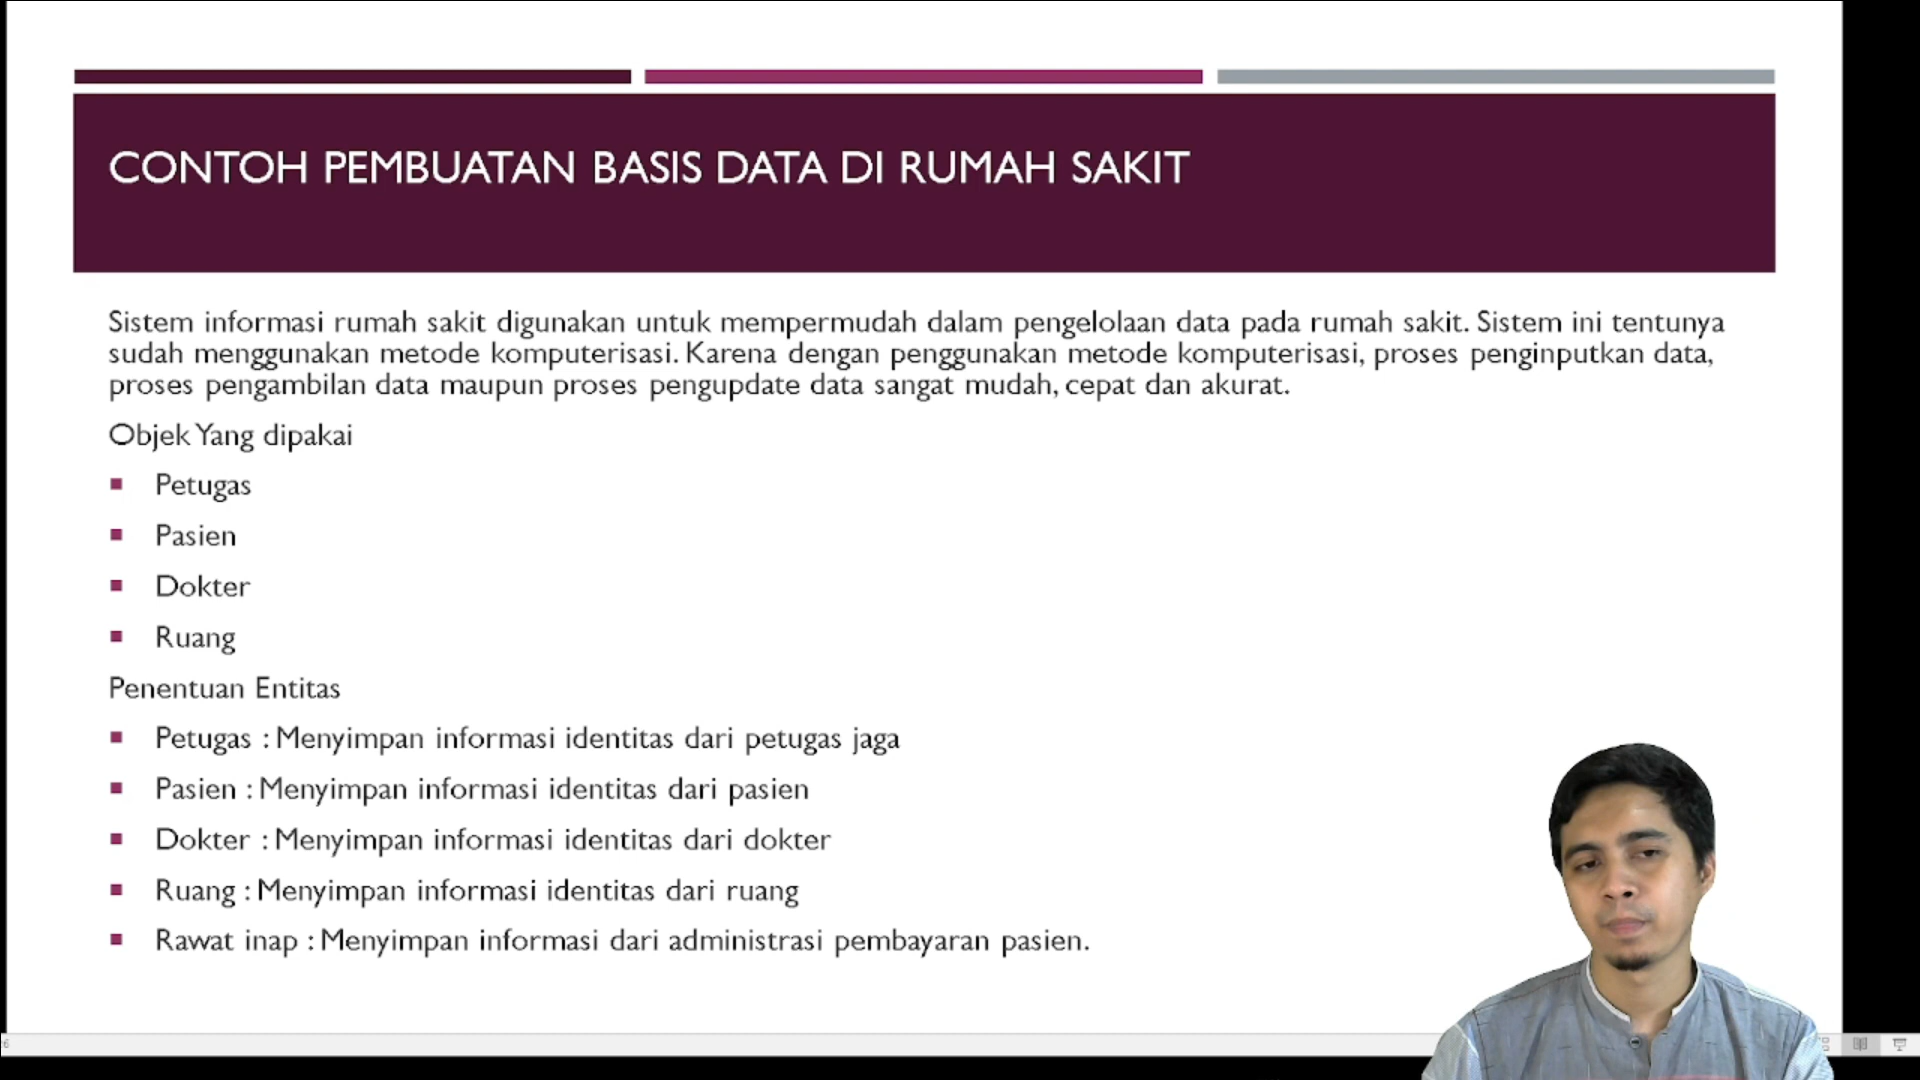 CONTOH PEMBUATAN BASIS DATA DI RUMAH SAKIT
Sistem informasi rumah sakit digunakan untuk mempermudah dalam pengelolaan data pada rumah sakit. Sistem ini tentunya
sudah menggunakan metode komputerisasi. Karena dengan penggunakan metode komputerisasi, proses penginputkan data,
proses pengambilan data maupun proses pengupdate data sangat mudah, cepat dan akurat.
Objek Yang dipakai
Petugas
Pasien
Dokter
Ruang
Penentuan Entitas
Petugas : Menyimpan informasi identitas dari petugas jaga
Pasien : Menyimpan informasi identitas dari pasien
Dokter : Menyimpan informasi identitas dari dokter
Ruang : Menyimpan informasi identitas dari ruang
Rawat inap : Menyimpan informasi dari administrasi pembayaran pasien.